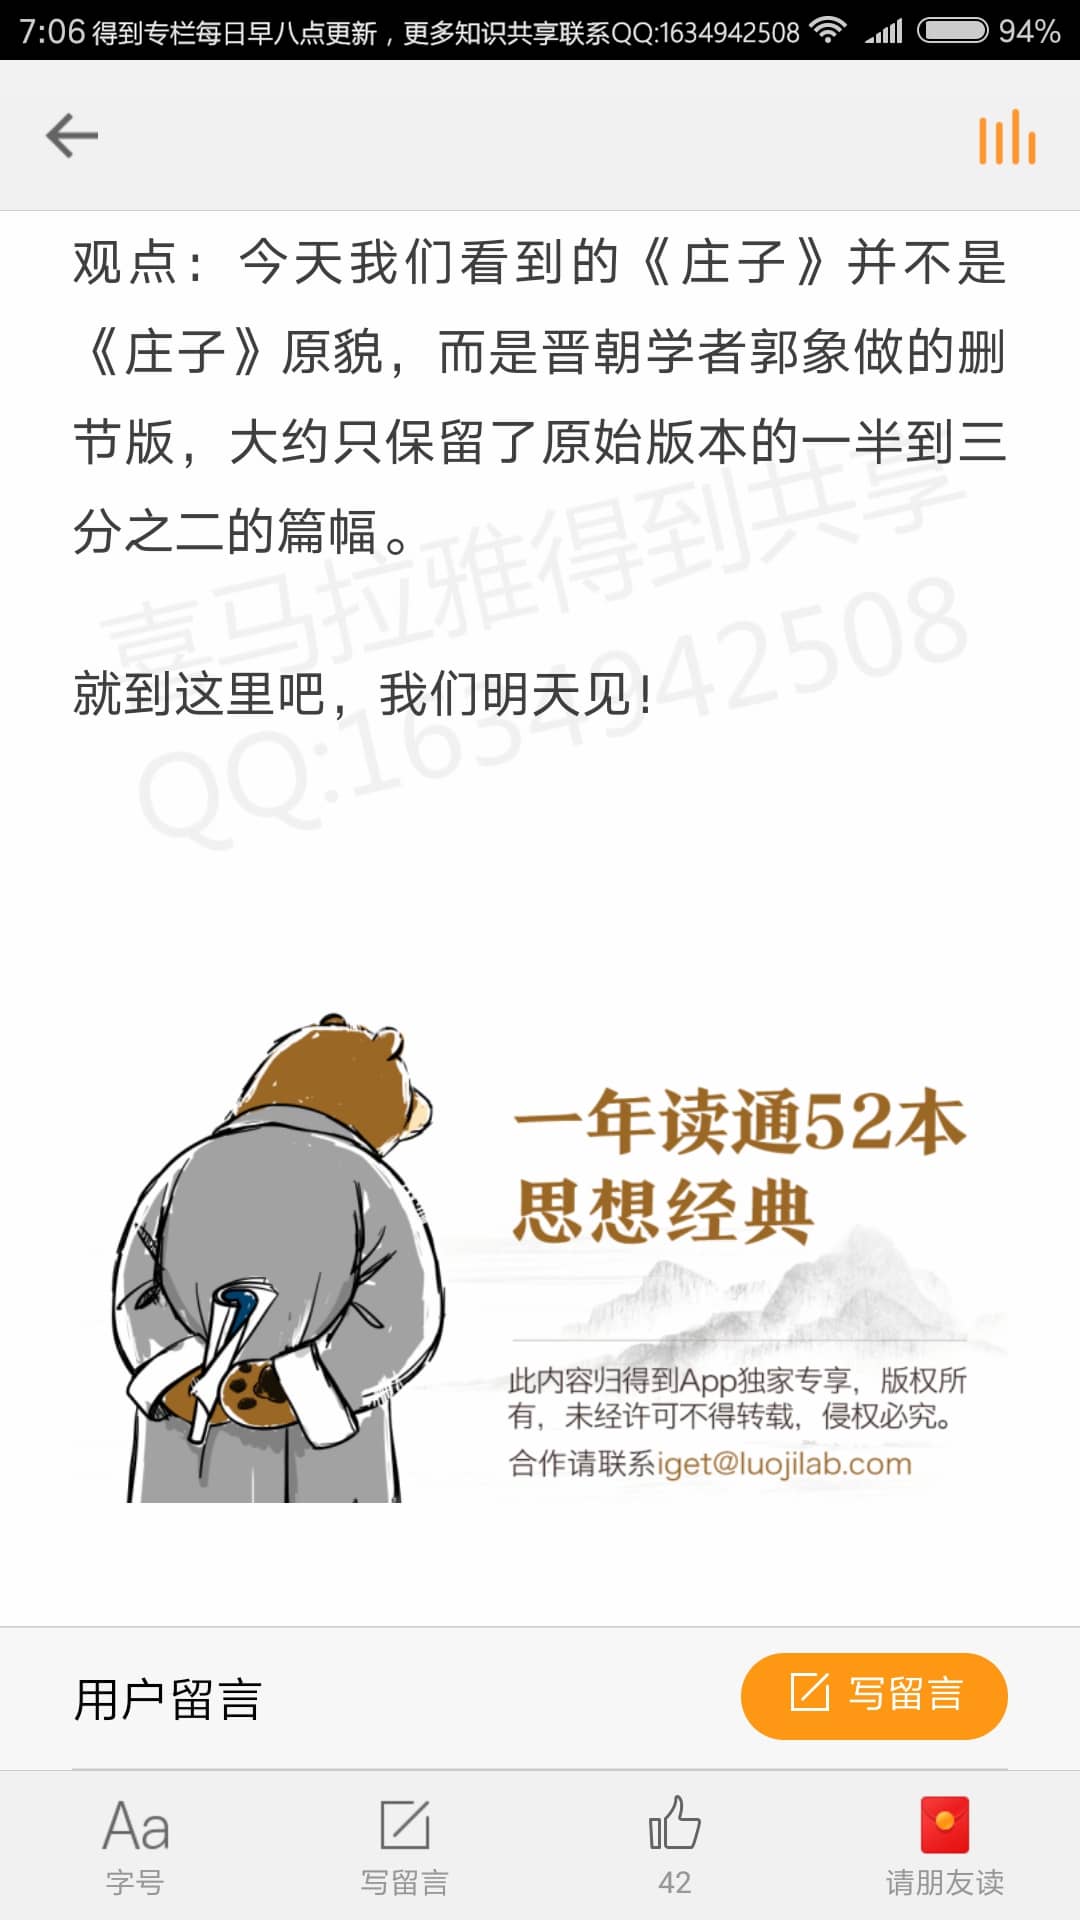 7:06 得到专栏每日早八点更新，更多知识共享联系QQ:1634942508 94%
观点：今天我们看到的《庄子》并不是
《庄子》原貌，而是晋朝学者郭象做的删
节版，大约只保留了原始版本的一半到三
分之二的篇幅。
喜马拉雅得到共享
QQ:1634942508
就到这里吧，我们明天见！
一年读通52本
思想经典
此内容归得到App独家专享，版权所
有，未经许可不得转载，侵权必究。
合作请联系iget@luojilab.com
用户留言
写留言
Aa
字号
写留言
42
请朋友读